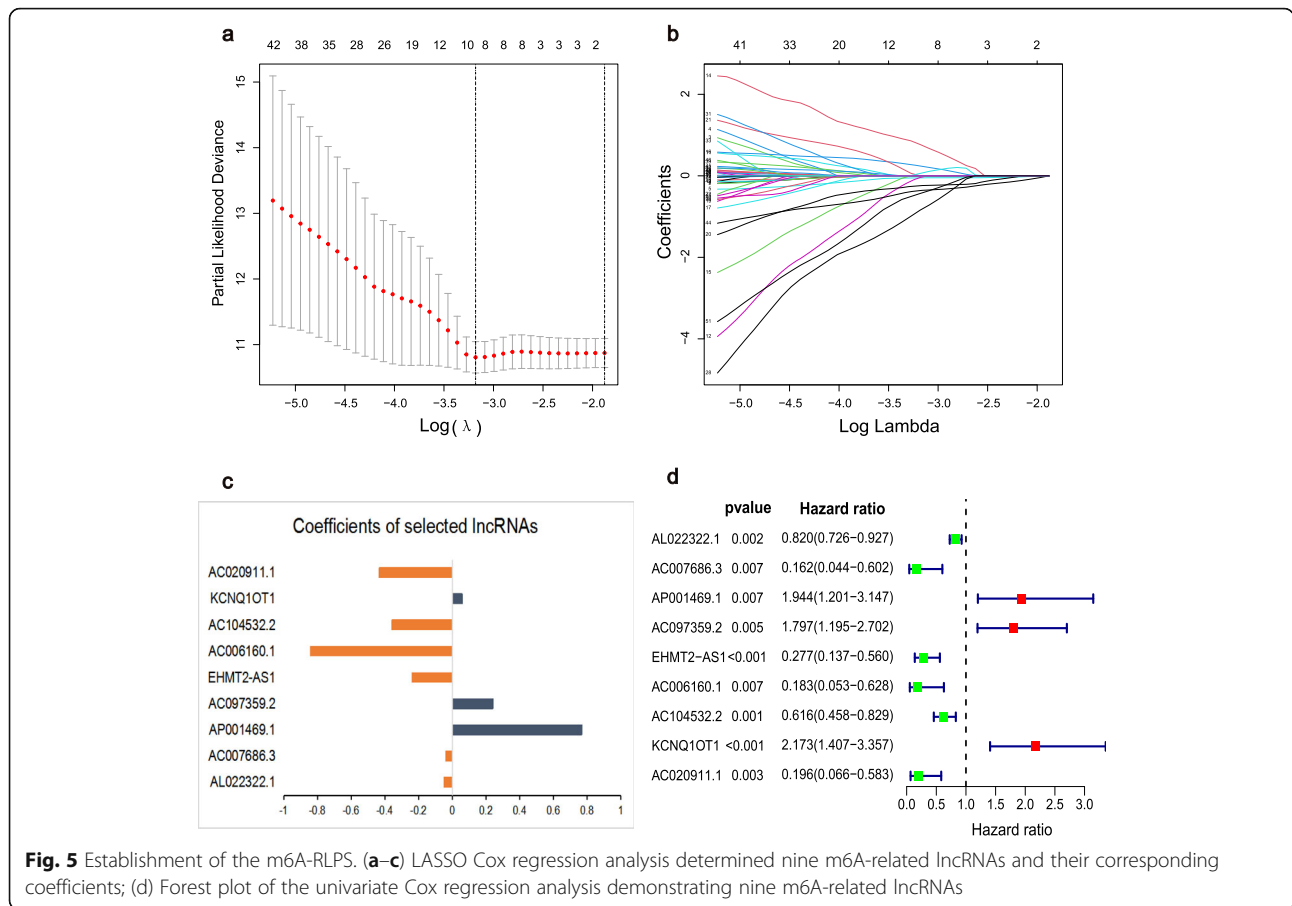 a
42 38 35 28 26 19 12 10 8 8 8 3 3 3 2
15
14
13
12
11
Partial Likelihood Deviance
−5.0 −4.5 −4.0 −3.5 −3.0 −2.5 −2.0
Log(λ)
b
41 33 20 12 8 3 2
2
0
−2
−4
Coefficients
14
31
21
4
17
44
20
15
51
12
28
−5.0 −4.5 −4.0 −3.5 −3.0 −2.5 −2.0
Log Lambda
c
Coefficients of selected lncRNAs
AC020911.1
KCNQ1OT1
AC104532.2
AC006160.1
EHMT2-AS1
AC097359.2
AP001469.1
AC007686.3
AL022322.1
-1 -0.8 -0.6 -0.4 -0.2 0 0.2 0.4 0.6 0.8 1
d
pvalue Hazard ratio
AL022322.1 0.002 0.820(0.726−0.927)
AC007686.3 0.007 0.162(0.044−0.602)
AP001469.1 0.007 1.944(1.201−3.147)
AC097359.2 0.005 1.797(1.195−2.702)
EHMT2−AS1 <0.001 0.277(0.137−0.560)
AC006160.1 0.007 0.183(0.053−0.628)
AC104532.2 0.001 0.616(0.458−0.829)
KCNQ1OT1 <0.001 2.173(1.407−3.357)
AC020911.1 0.003 0.196(0.066−0.583)
0.0 0.5 1.0 1.5 2.0 2.5 3.0
Hazard ratio
Fig. 5 Establishment of the m6A-RLPS. (a–c) LASSO Cox regression analysis determined nine m6A-related lncRNAs and their corresponding
coefficients; (d) Forest plot of the univariate Cox regression analysis demonstrating nine m6A-related lncRNAs